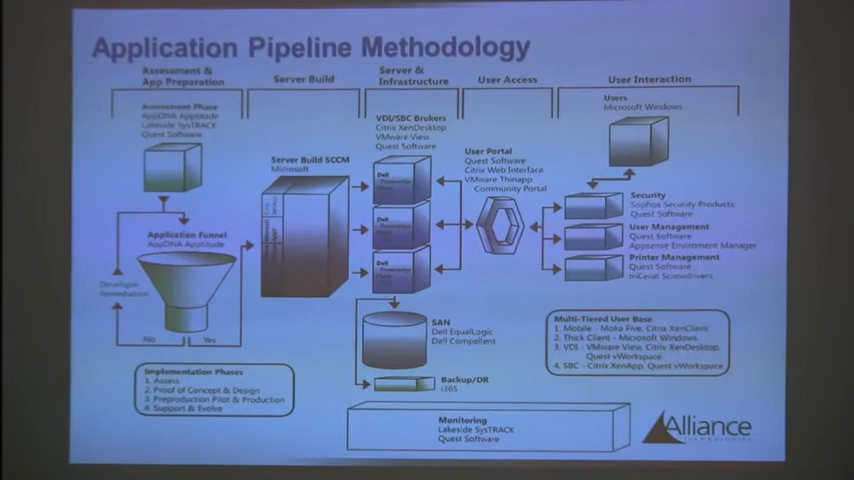 Application Pipeline Methodology
Assessment &
App Preparation
Server Build
Server &
Infrastructure
User Access
User Interaction
Assessment Phase
AppDNA Apptitude
Lakeside SysTRACK
Quest Software
Application Funnel
AppDNA Apptitude
Developer
Remediation
No
Yes
Implementation Phases
1. Assess
2. Proof of Concept & Design
3. Preproduction Pilot & Production
4. Support & Evolve
Server Build SCCM
Microsoft
VDI/SBC Brokers
Citrix XenDesktop
VMware View
Quest Software
Dell
Dell
Dell
SAN
Dell EqualLogic
Dell Compellent
Backup/DR
i365
User Portal
Quest Software
Citrix Web Interface
VMware Thinapp
Community Portal
Users
Microsoft Windows
Security
Sophos Security Products
Quest Software
User Management
Quest Software
Appsense Enviroment Manager
Printer Management
Quest Software
triCerat Screwdrivers
Multi-Tiered User Base
1. Mobile - Moka Five, Citrix XenClient
2. Thick Client - Microsoft Windows
3. VDI - VMware View, Citrix XenDesktop,
Quest vWorkspace
4. SBC - Citrix XenApp, Quest vWorkspace
Monitoring
Lakeside SysTRACK
Quest Software
Alliance
TECHNOLOGIES